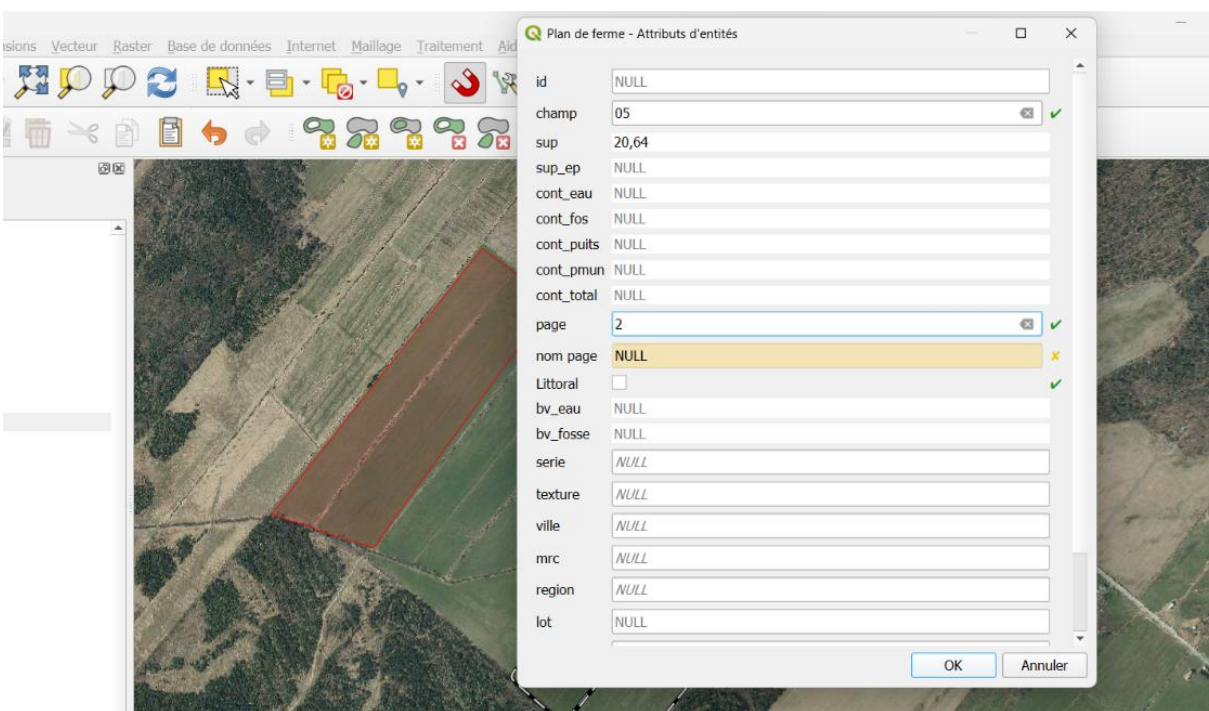 Plan de ferme - Attributs d'entités
Vecteur Raster Base de données Internet Maillage Traitement
id NULL
champ 05
sup 20,64
sup_ep NULL
cont_eau NULL
cont_fos NULL
cont_puits NULL
cont_pmun NULL
cont_total NULL
page 2
nom page NULL
Littoral
bv_eau NULL
bv_fosse NULL
serie NULL
texture NULL
ville NULL
mrc NULL
region NULL
lot NULL
OK Annuler